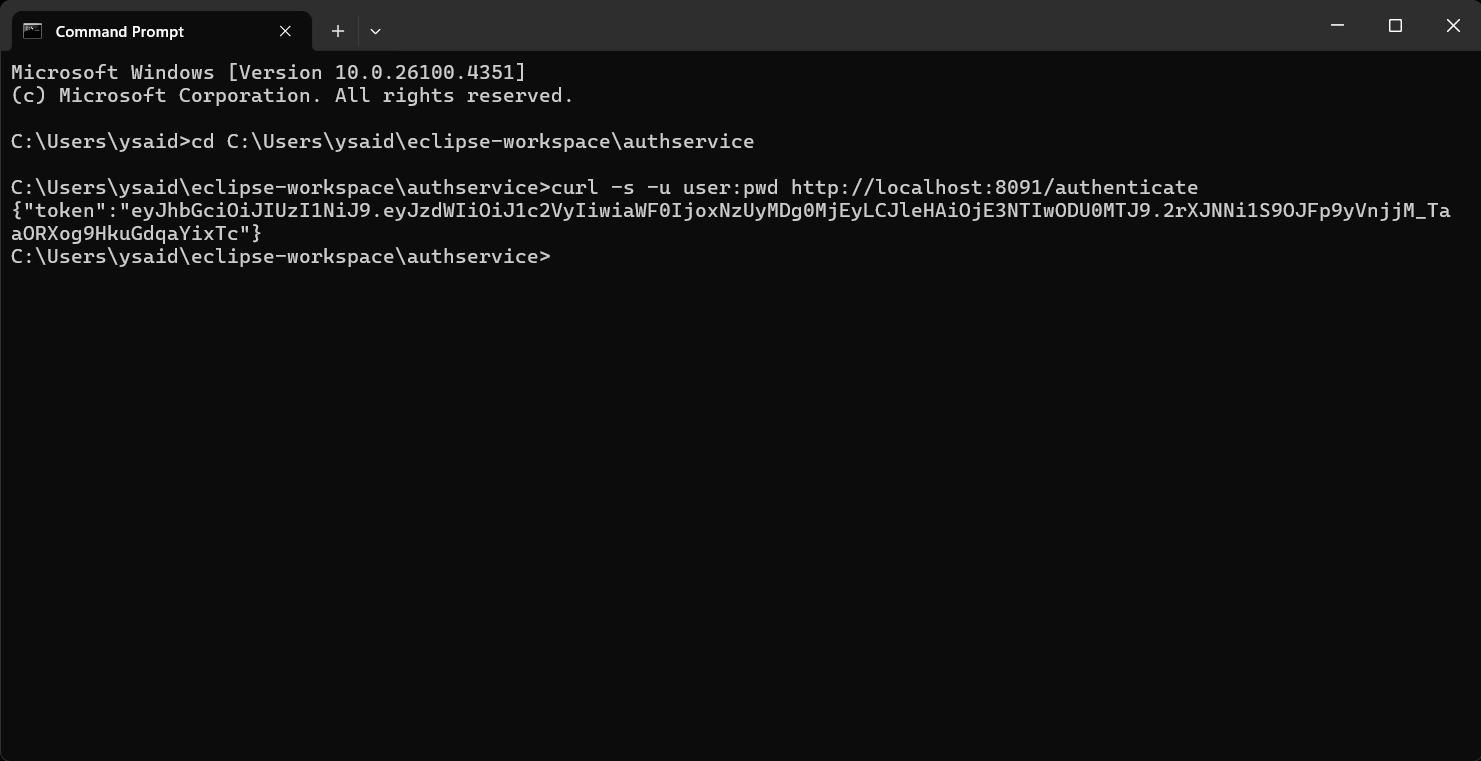 Command Prompt
Microsoft Windows [Version 10.0.26100.4351]
(c) Microsoft Corporation. All rights reserved.
C:\Users\ysaid>cd C:\Users\ysaid\eclipse-workspace\authservice
C:\Users\ysaid\eclipse-workspace\authservice>curl -s -u user:pwd http://localhost:8091/authenticate
{"token":"eyJhbGciOiJIUzI1NiJ9.eyJzdWIiOiJ1c2VyIiwiaWF0IjoxNzUyMDg0MjEyLCJleHAiOjE3NTIwODU0MTJ9.2rXJNNi1S9OJFp9yVnjjM_Ta
aORXog9HkuGdqaYixTc"}
C:\Users\ysaid\eclipse-workspace\authservice>